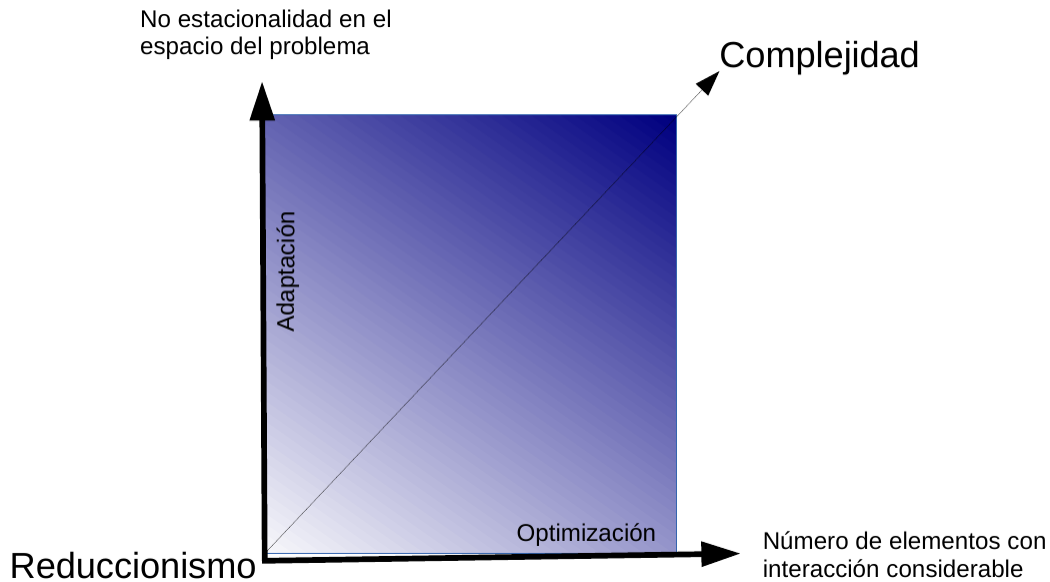 No estacionalidad en el
espacio del problema
Complejidad
Adaptación
Optimización
Número de elementos con
interacción considerable
Reduccionismo